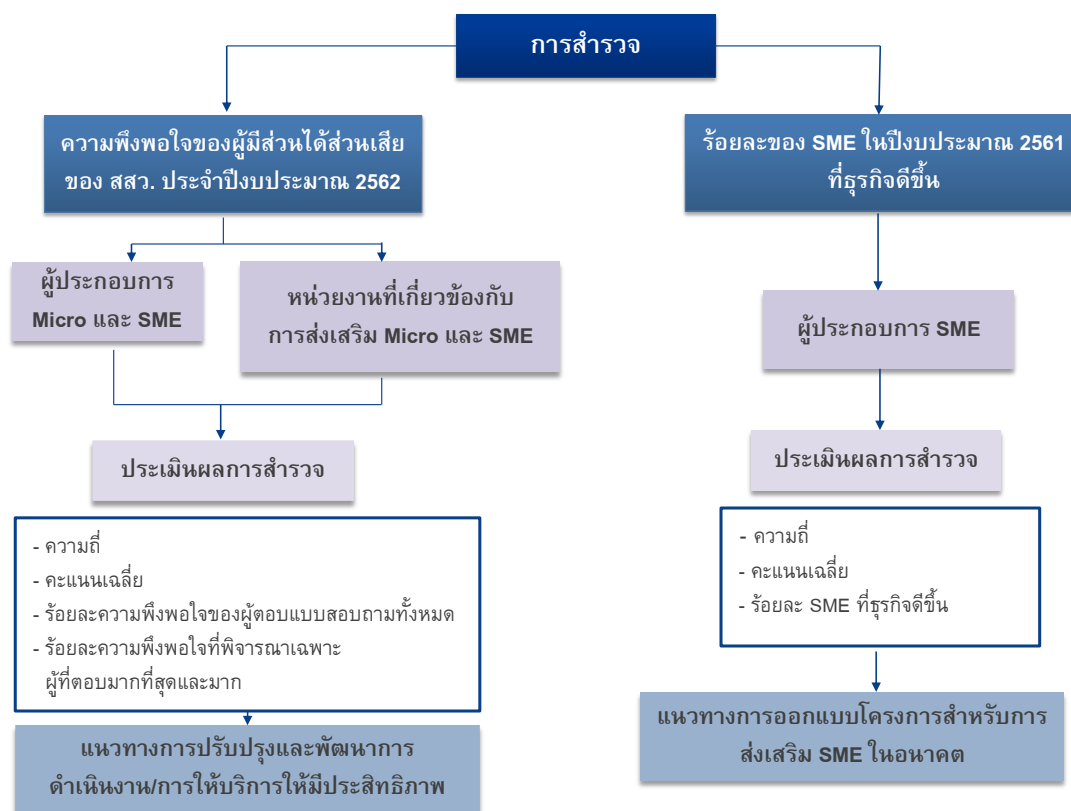 การสำรวจ
ความพึงพอใจของผู้มีส่วนได้ส่วนเสีย
ของ สสว. ประจำปีงบประมาณ 2562
ร้อยละของ SME ในปีงบประมาณ 2561
ที่ธุรกิจดีขึ้น
ผู้ประกอบการ
Micro และ SME
หน่วยงานที่เกี่ยวข้องกับ
การส่งเสริม Micro และ SME
ผู้ประกอบการ SME
ประเมินผลการสำรวจ
ประเมินผลการสำรวจ
- ความถี่
- คะแนนเฉลี่ย
- ร้อยละความพึงพอใจของผู้ตอบแบบสอบถามทั้งหมด
- ร้อยละความพึงพอใจที่พิจารณาเฉพาะ
ผู้ที่ตอบมากที่สุดและมาก
- ความถี่
- คะแนนเฉลี่ย
- ร้อยละ SME ที่ธุรกิจดีขึ้น
แนวทางการปรับปรุงและพัฒนาการ
ดำเนินงาน/การให้บริการให้มีประสิทธิภาพ
แนวทางการออกแบบโครงการสำหรับการ
ส่งเสริม SME ในอนาคต